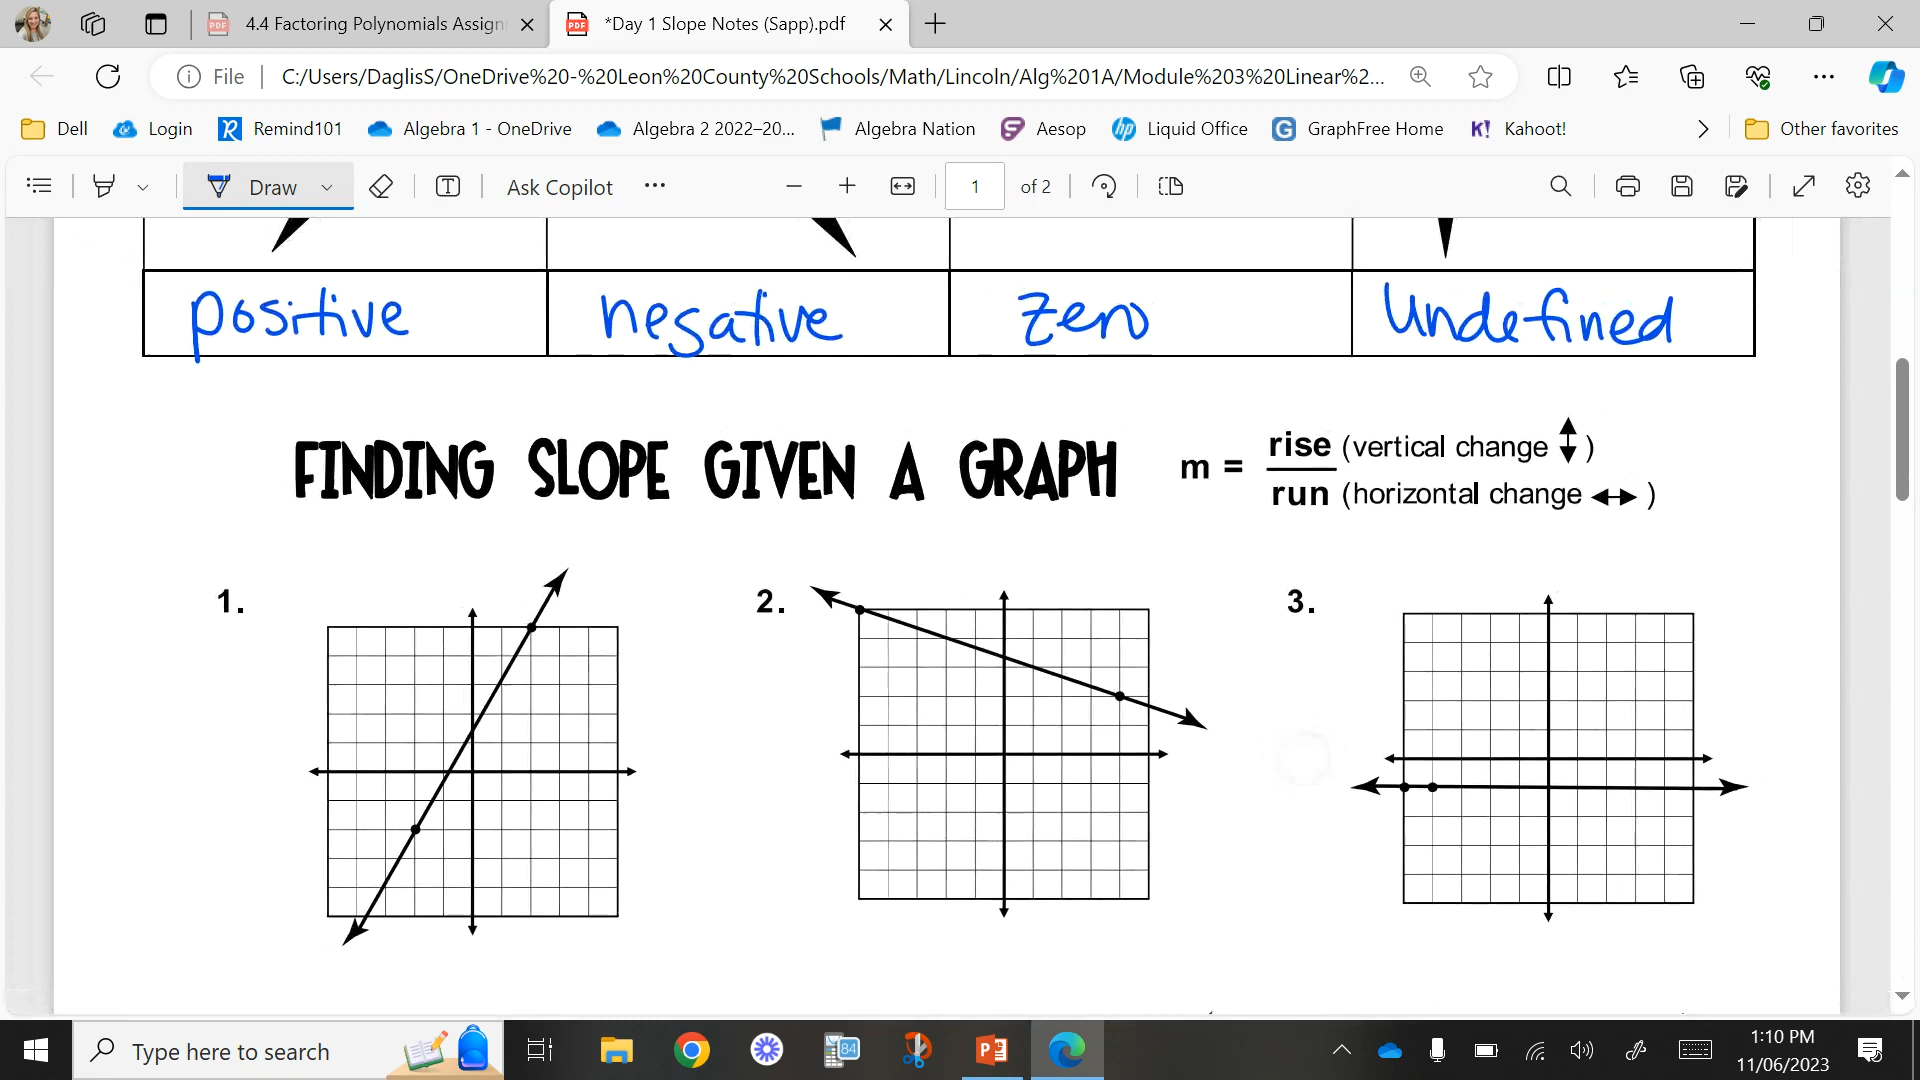 4.4 Factoring Polynomials Assign
*Day 1 Slope Notes (Sapp).pdf
File
C:/Users/DaglisS/OneDrive%20-%20Leon%20County%20Schools/Math/Lincoln/Alg%201A/Module%203%20Linear%2...
Dell
Login
Remind101
Algebra 1 - OneDrive
Algebra 2 2022–20...
Algebra Nation
Aesop
Liquid Office
GraphFree Home
Kahoot!
Other favorites
Draw
Ask Copilot
1 of 2
positive
negative
zero
Undefined
FINDING SLOPE GIVEN A GRAPH
m = rise (vertical change ↕ )
run (horizontal change ↔ )
1.
2.
3.
Type here to search
84
1:10 PM
11/06/2023